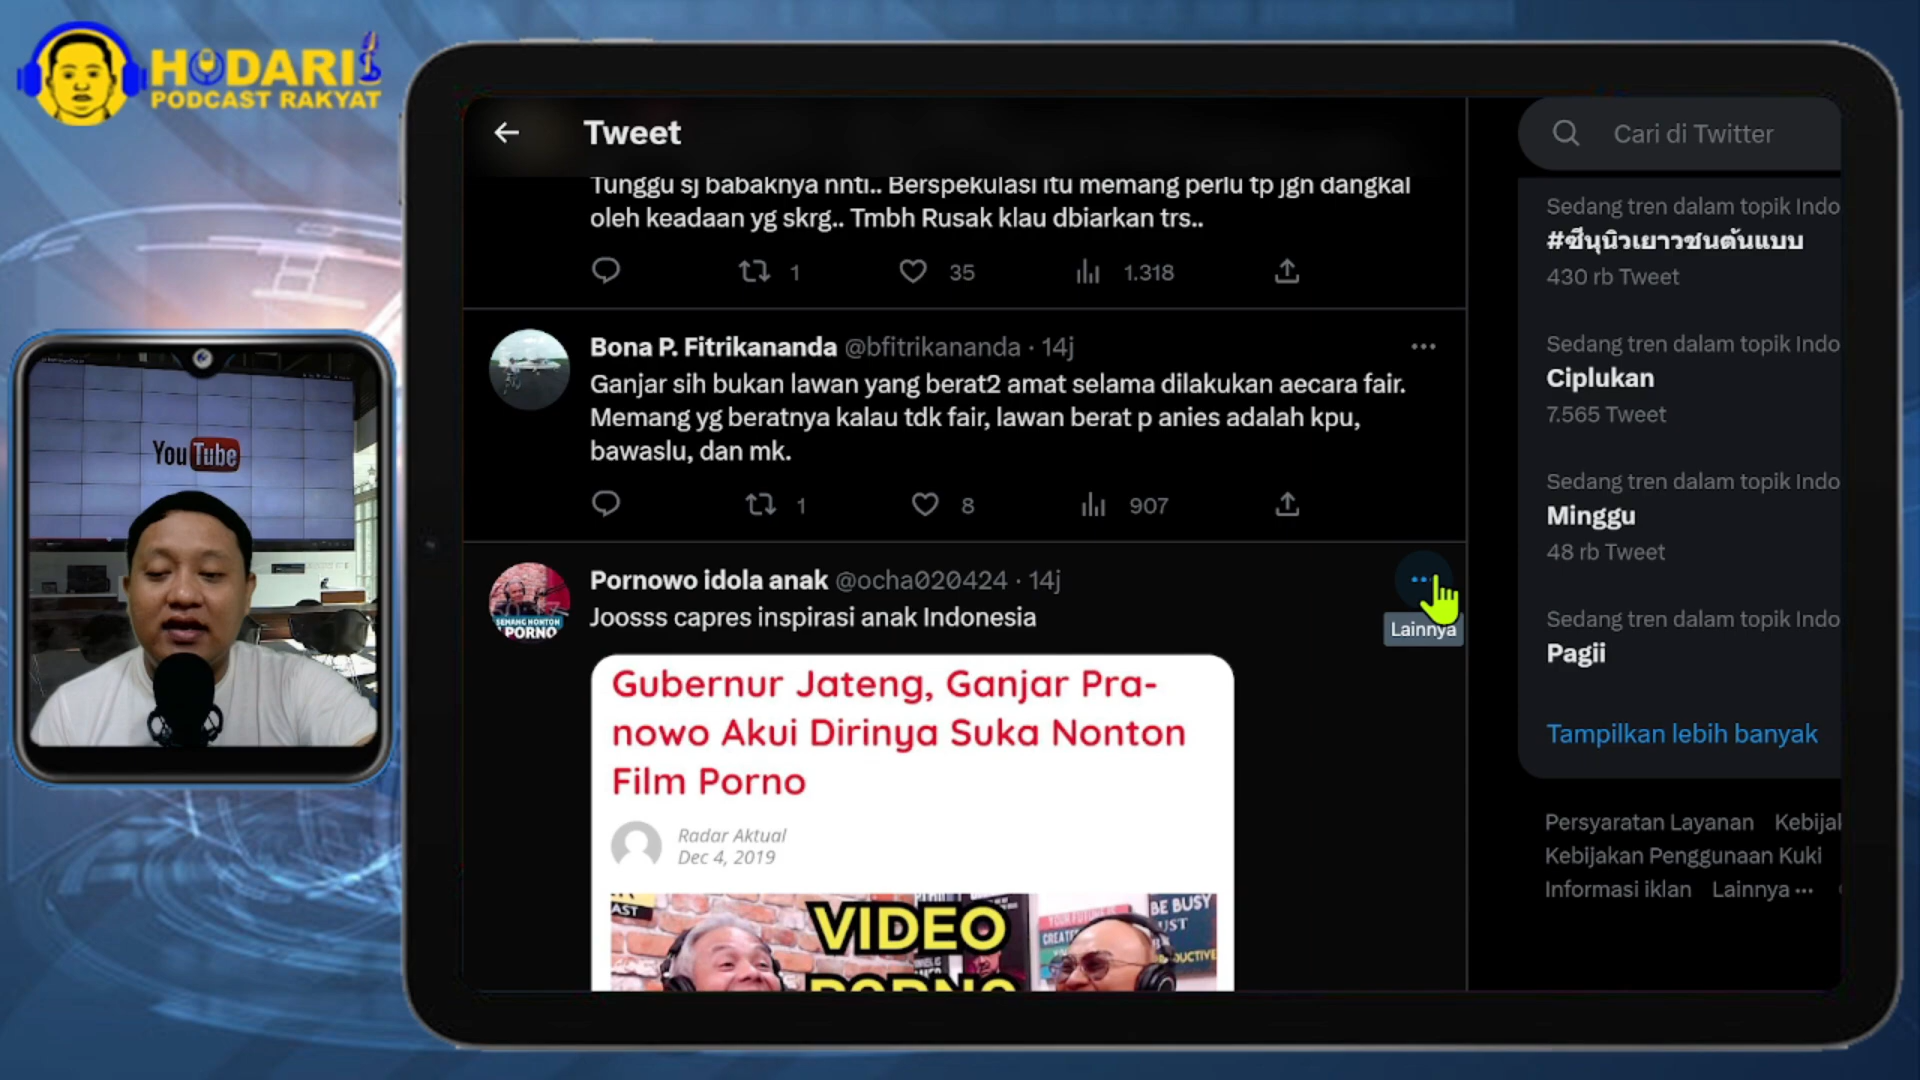 HODARI
PODCAST RAKYAT
YouTube
Tweet
Tunggu sj babaknya nnti.. Berspekulasi itu memang perlu tp jgn dangkal
oleh keadaan yg skrg.. Tmbh Rusak klau dbiarkan trs..
1 35 1.318
Bona P. Fitrikananda @bfitrikananda · 14j
Ganjar sih bukan lawan yang berat2 amat selama dilakukan aecara fair.
Memang yg beratnya kalau tdk fair, lawan berat p anies adalah kpu,
bawaslu, dan mk.
1 8 907
Pornowo idola anak @ocha020424 · 14j
Joosss capres inspirasi anak Indonesia
Lainnya
SENANG NONTON
PORNO
Gubernur Jateng, Ganjar Pra-
nowo Akui Dirinya Suka Nonton
Film Porno
Radar Aktual
Dec 4, 2019
VIDEO
PORNO
BE BUSY
Cari di Twitter
Sedang tren dalam topik Indo
#ซีนุนิวเยาวชนต้นแบบ
430 rb Tweet
Sedang tren dalam topik Indo
Ciplukan
7.565 Tweet
Sedang tren dalam topik Indo
Minggu
48 rb Tweet
Sedang tren dalam topik Indo
Pagii
Tampilkan lebih banyak
Persyaratan Layanan Kebijak
Kebijakan Penggunaan Kuki
Informasi iklan Lainnya ···